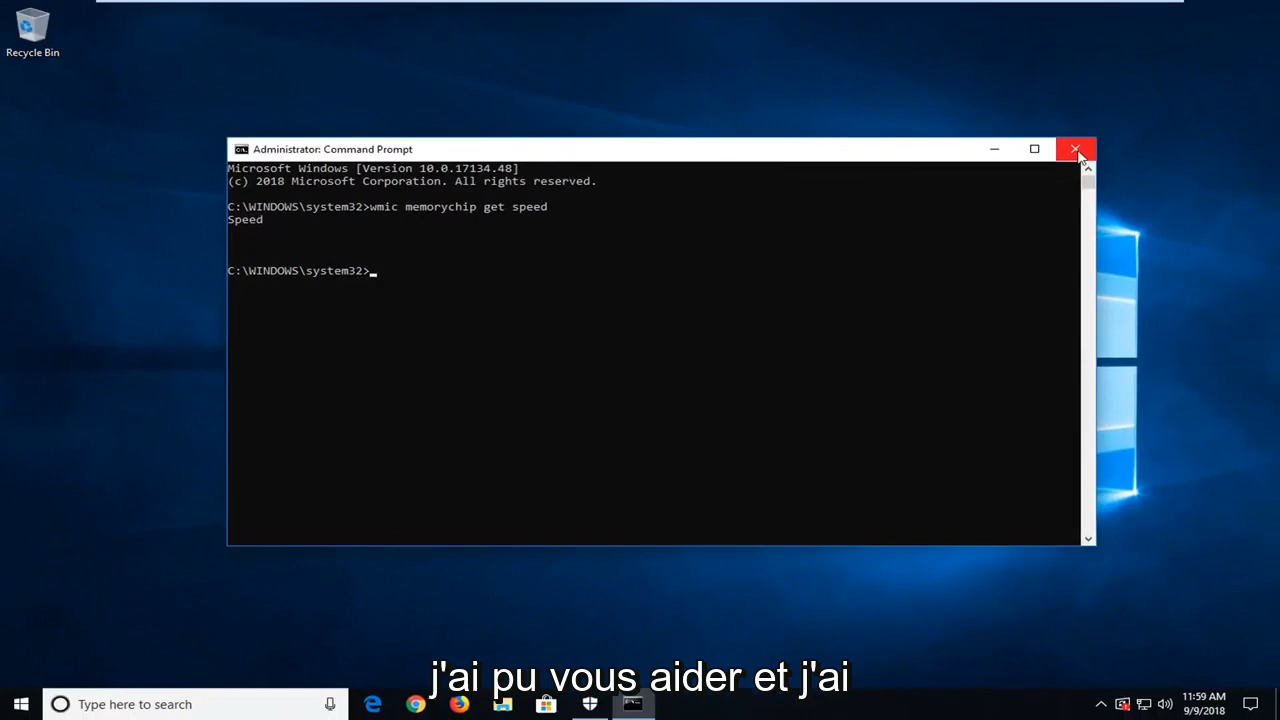 Recycle Bin
Administrator: Command Prompt
Microsoft Windows [Version 10.0.17134.48]
(c) 2018 Microsoft Corporation. All rights reserved.
C:\WINDOWS\system32>wmic memorychip get speed
Speed
C:\WINDOWS\system32>
j'ai pu vous aider et j'ai
Type here to search
11:59 AM
9/9/2018